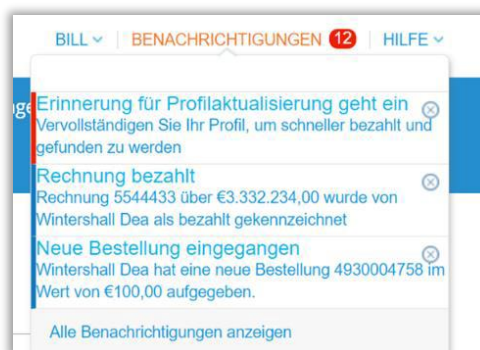 BILL BENACHRICHTIGUNGEN 12 HILFE
Erinnerung für Profilaktualisierung geht ein
Vervollständigen Sie Ihr Profil, um schneller bezahlt und
gefunden zu werden
Rechnung bezahlt
Rechnung 5544433 über €3.332.234,00 wurde von
Wintershall Dea als bezahlt gekennzeichnet
Neue Bestellung eingegangen
Wintershall Dea hat eine neue Bestellung 4930004758 im
Wert von €100,00 aufgegeben.
Alle Benachrichtigungen anzeigen